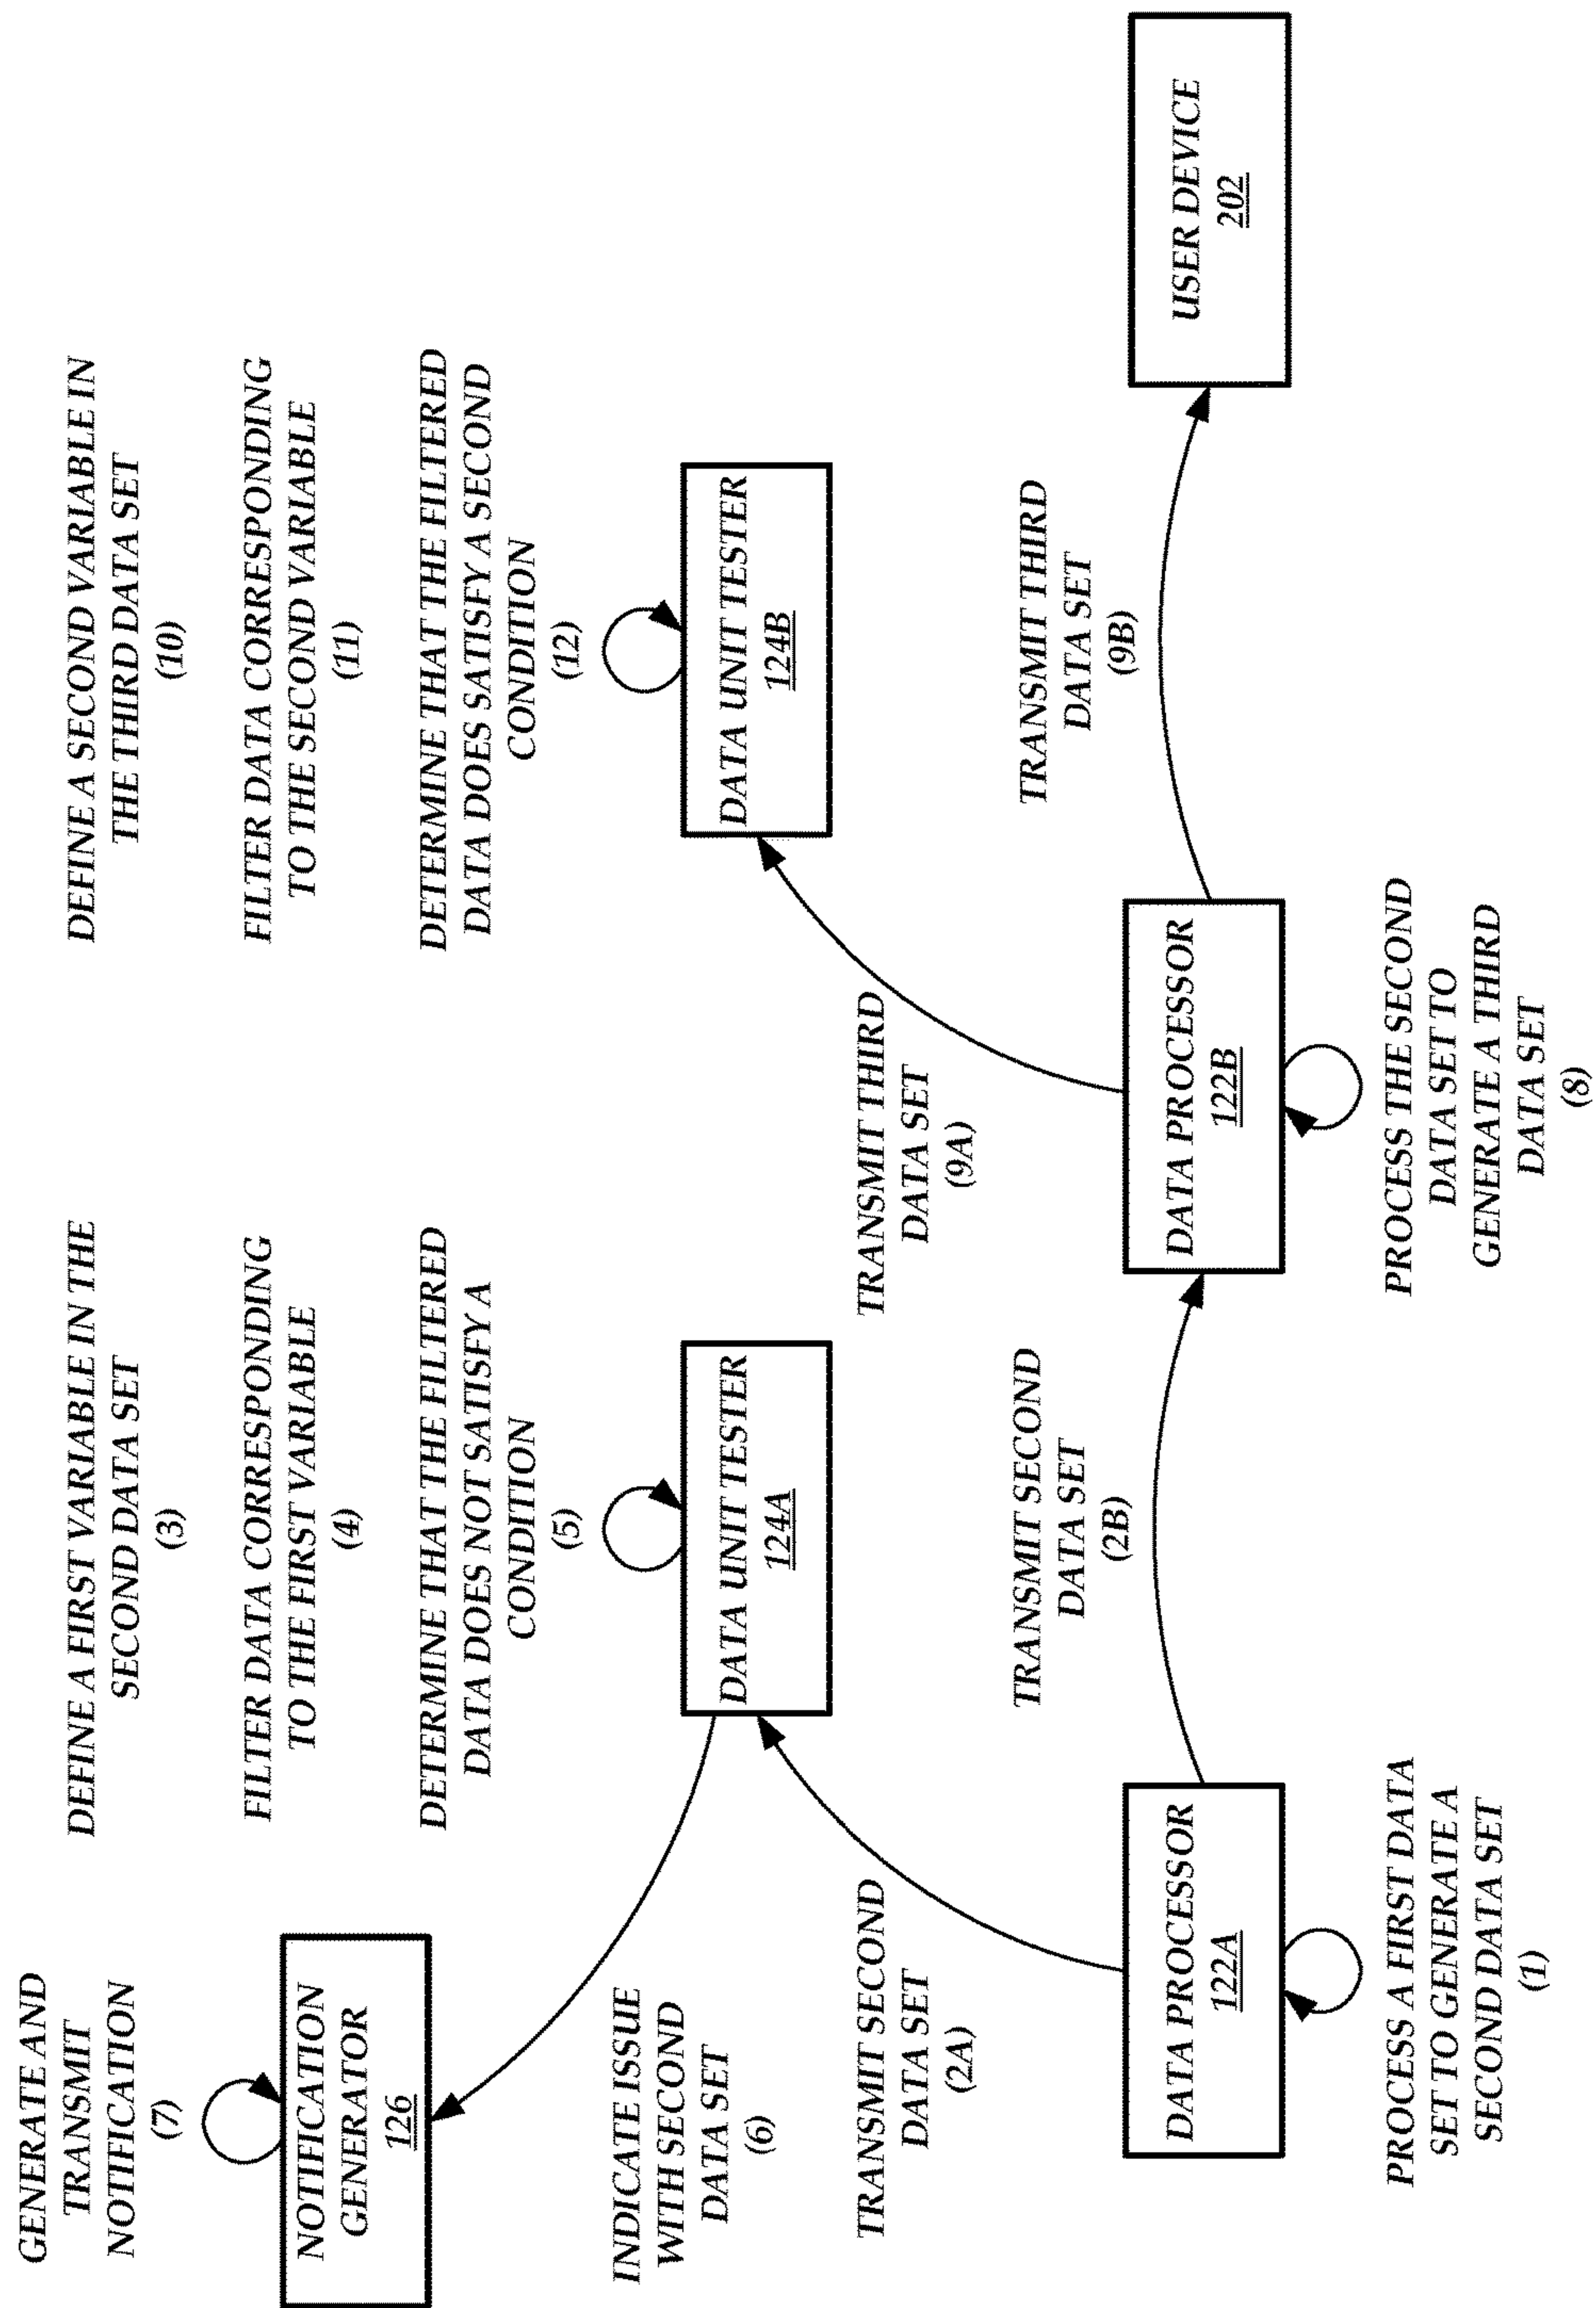 GENERATE AND
TRANSMIT
NOTIFICATION
(7)
NOTIFICATION
GENERATOR
126
INDICATE ISSUE
WITH SECOND
DATA SET
(6)
DEFINE A FIRST VARIABLE IN THE
SECOND DATA SET
(3)
FILTER DATA CORRESPONDING
TO THE FIRST VARIABLE
(4)
DETERMINE THAT THE FILTERED
DATA DOES NOT SATISFY A
CONDITION
(5)
DATA UNIT TESTER
124A
DEFINE A SECOND VARIABLE IN
THE THIRD DATA SET
(10)
FILTER DATA CORRESPONDING
TO THE SECOND VARIABLE
(11)
DETERMINE THAT THE FILTERED
DATA DOES SATISFY A SECOND
CONDITION
(12)
DATA UNIT TESTER
124B
TRANSMIT SECOND
DATA SET
(2A)
TRANSMIT THIRD
DATA SET
(9A)
TRANSMIT SECOND
DATA SET
(2B)
TRANSMIT THIRD
DATA SET
(9B)
DATA PROCESSOR
122A
PROCESS A FIRST DATA
SET TO GENERATE A
SECOND DATA SET
(1)
DATA PROCESSOR
122B
PROCESS THE SECOND
DATA SET TO
GENERATE A THIRD
DATA SET
(8)
USER DEVICE
202